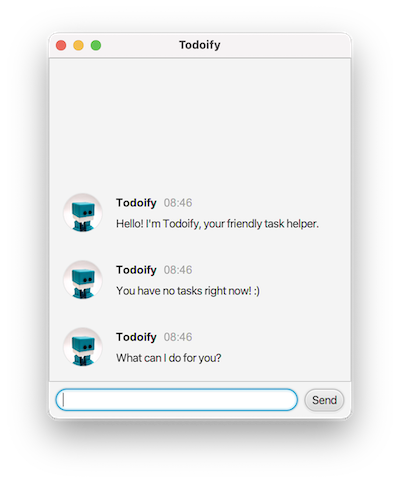 Todoify
Todoify 08:46
Hello! I'm Todoify, your friendly task helper.
Todoify 08:46
You have no tasks right now! :)
Todoify 08:46
What can I do for you?
Send